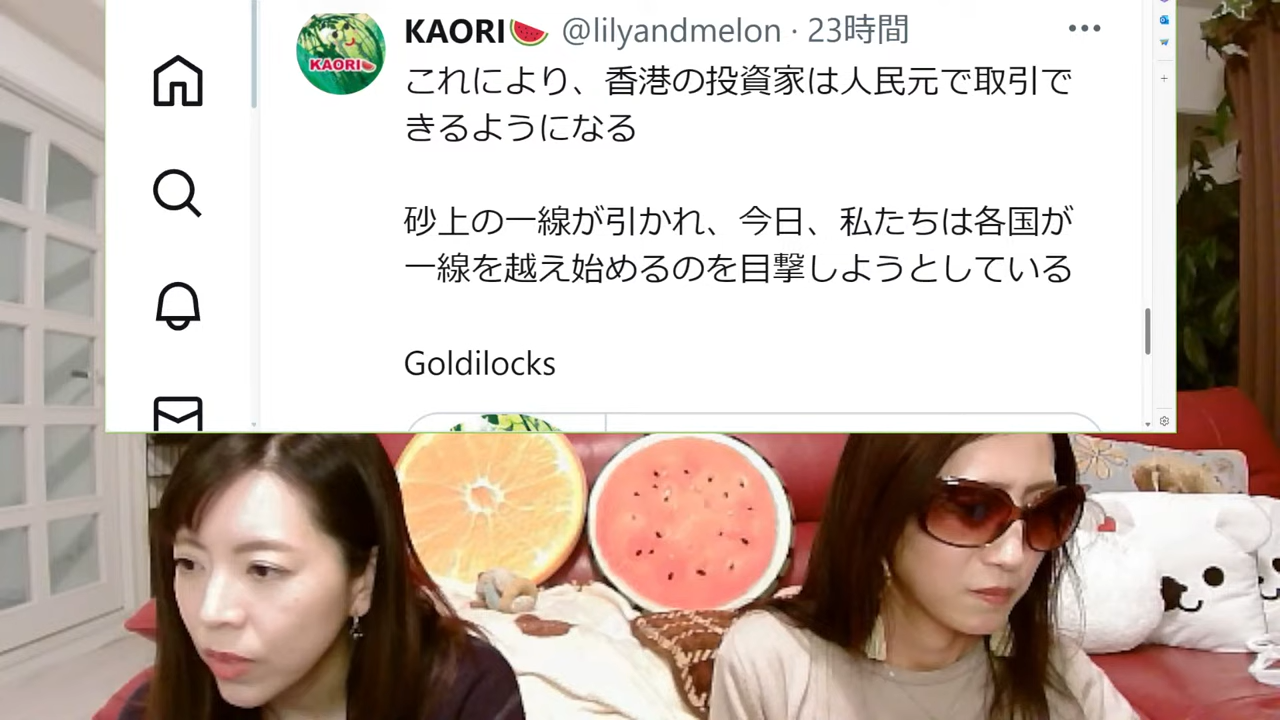 KAORI🍉 @lilyandmelon · 23時間
KAORI
これにより、香港の投資家は人民元で取引で
きるようになる
砂上の一線が引かれ、今日、私たちは各国が
一線を越え始めるのを目撃しようとしている
Goldilocks